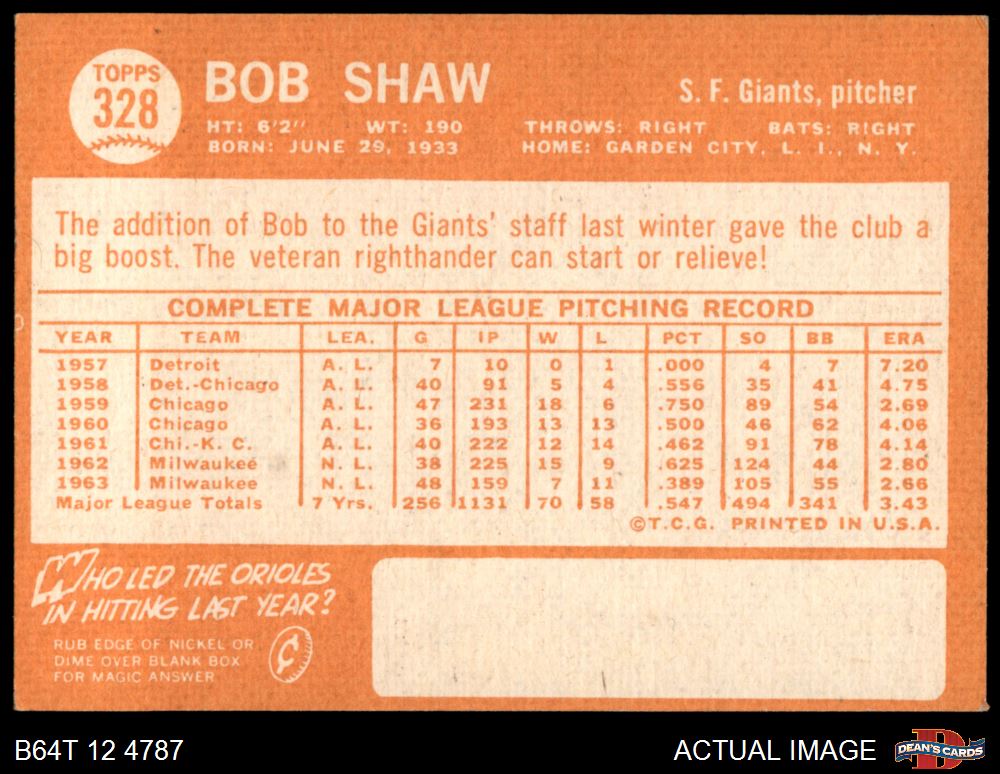 TOPPS
328
BOB SHAW
S. F. Giants, pitcher
HT: 6'2" WT: 190 THROWS: RIGHT BATS: RIGHT
BORN: JUNE 29, 1933 HOME: GARDEN CITY, L. I., N. Y.
The addition of Bob to the Giants' staff last winter gave the club a
big boost. The veteran righthander can start or relieve!
COMPLETE MAJOR LEAGUE PITCHING RECORD
YEAR TEAM LEA. G IP W L PCT SO BB ERA
1957 Detroit A. L. 7 10 0 1 .000 4 7 7.20
1958 Det.-Chicago A. L. 40 91 5 4 .556 35 41 4.75
1959 Chicago A. L. 47 231 18 6 .750 89 54 2.69
1960 Chicago A. L. 36 193 13 13 .500 46 62 4.06
1961 Chi.-K. C. A. L. 40 222 12 14 .462 91 78 4.14
1962 Milwaukee N. L. 38 225 15 9 .625 124 44 2.80
1963 Milwaukee N. L. 48 159 7 11 .389 105 55 2.66
Major League Totals 7 Yrs. 256 1131 70 58 .547 494 341 3.43
©T.C.G. PRINTED IN U.S.A.
WHO LED THE ORIOLES
IN HITTING LAST YEAR?
RUB EDGE OF NICKEL OR
DIME OVER BLANK BOX
FOR MAGIC ANSWER
¢
B64T 12 4787
ACTUAL IMAGE
D
DEAN'S CARDS